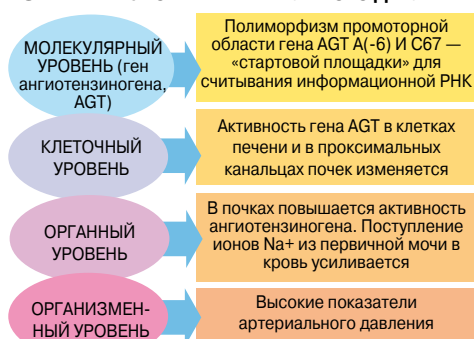 МОЛЕКУЛЯРНЫЙ
УРОВЕНЬ (ген
ангиотензиногена,
AGT)
Полиморфизм промоторной
области гена AGT A(-6) И С67 —
«стартовой площадки» для
считывания информационной РНК
КЛЕТОЧНЫЙ
УРОВЕНЬ
Активность гена AGT в клетках
печени и в проксимальных
канальцах почек изменяется
ОРГАННЫЙ
УРОВЕНЬ
В почках повышается активность
ангиотензиногена. Поступление
ионов Na+ из первичной мочи в
кровь усиливается
ОРГАНИЗМЕН-
НЫЙ УРОВЕНЬ
Высокие показатели
артериального давления